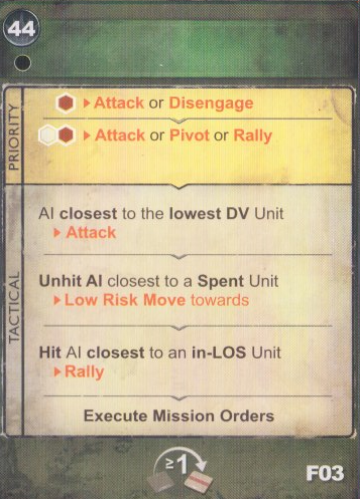 44
PRIORITY
▸ Attack or Disengage
▸ Attack or Pivot or Rally
TACTICAL
AI closest to the lowest DV Unit
▸ Attack
Unhit AI closest to a Spent Unit
▸ Low Risk Move towards
Hit AI closest to an in-LOS Unit
▸ Rally
Execute Mission Orders
≥1
F03